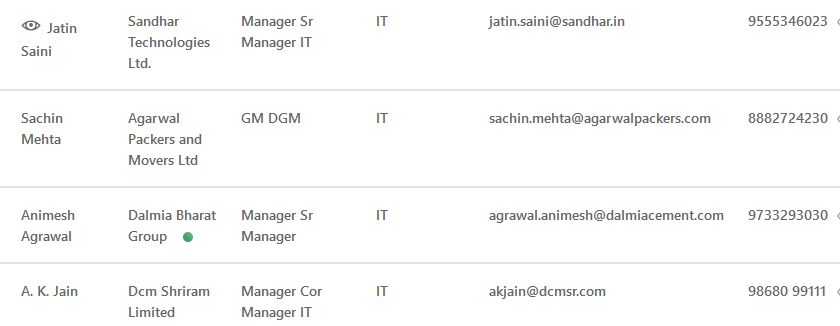 Jatin Saini
Sandhar Technologies Ltd.
Manager Sr Manager IT
IT
jatin.saini@sandhar.in
9555346023
Sachin Mehta
Agarwal Packers and Movers Ltd
GM DGM
IT
sachin.mehta@agarwalpackers.com
8882724230
Animesh Agrawal
Dalmia Bharat Group
Manager Sr Manager
IT
agrawal.animesh@dalmiacement.com
9733293030
A. K. Jain
Dcm Shriram Limited
Manager Cor Manager IT
IT
akjain@dcmsr.com
98680 99111